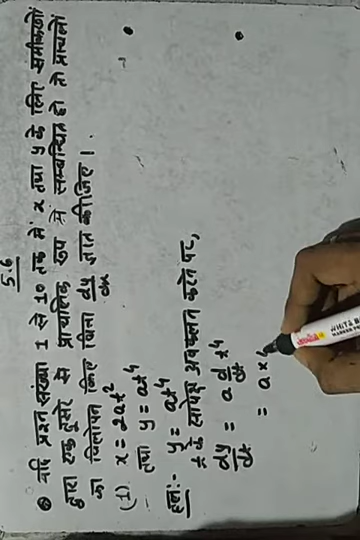 5.6
यदि प्रश्न संख्या 1 से 10 तक में x तथा y के लिए समीकरणों
द्वारा एक दूसरे से प्राचलिक रूप से सम्बन्धित हो तो प्राचलों
का विलोपन किए बिना dy/dx ज्ञात कीजिए।
(1) x = 2at²
तथा y = at⁴
हल:- y = at⁴
t के सापेक्ष अवकलन करने पर,
dy/dt = a d/dt t⁴
= a×4